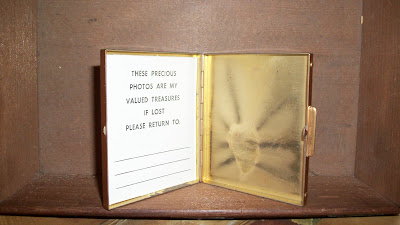 THESE PRECIOUS
PHOTOS ARE MY
VALUED TREASURES
IF LOST
PLEASE RETURN TO: